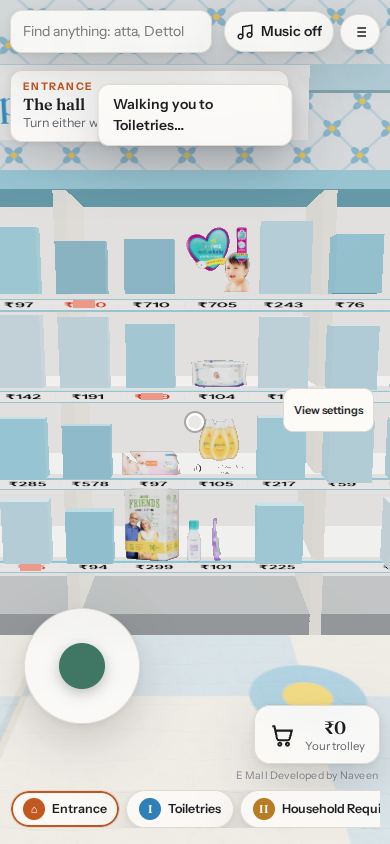 Find anything: atta, Dettol
Music off
ENTRANCE
The hall
Turn either w
Walking you to
Toiletries...
₹97
₹710
₹705
₹243
₹76
₹142
₹191
₹104
View settings
₹285
₹578
₹97
₹105
₹217
FRIENDS
₹94
₹299
₹101
₹225
₹0
Your trolley
E Mall Developed by Naveen
Entrance
I Toiletries
II Household Requi